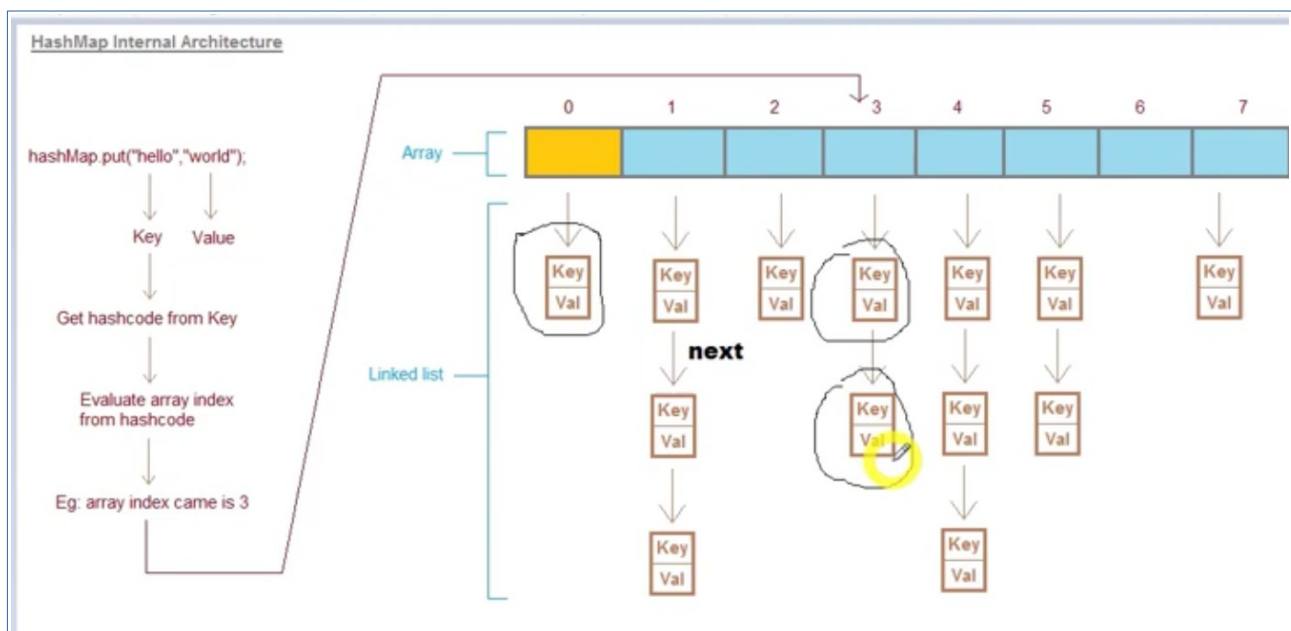 HashMap Internal Architecture
0 1 2 3 4 5 6 7
Array
hashMap.put("hello","world");
Key Value
Get hashcode from Key
Evaluate array index
from hashcode
Eg: array index came is 3
Linked list
Key Key Key Key Key Key Key
Val Val Val Val Val Val Val
next
Key Key Key Key
Val Val Val Val
Key Key
Val Val